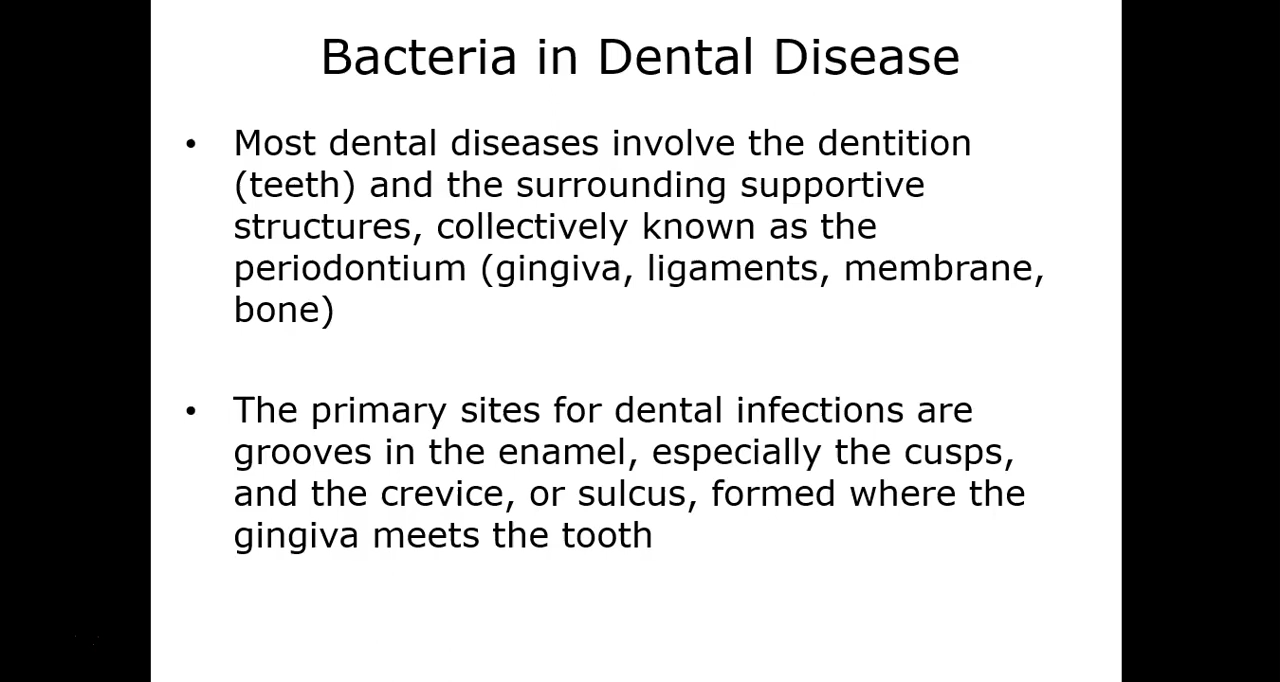 Bacteria in Dental Disease
• Most dental diseases involve the dentition
(teeth) and the surrounding supportive
structures, collectively known as the
periodontium (gingiva, ligaments, membrane,
bone)
• The primary sites for dental infections are
grooves in the enamel, especially the cusps,
and the crevice, or sulcus, formed where the
gingiva meets the tooth